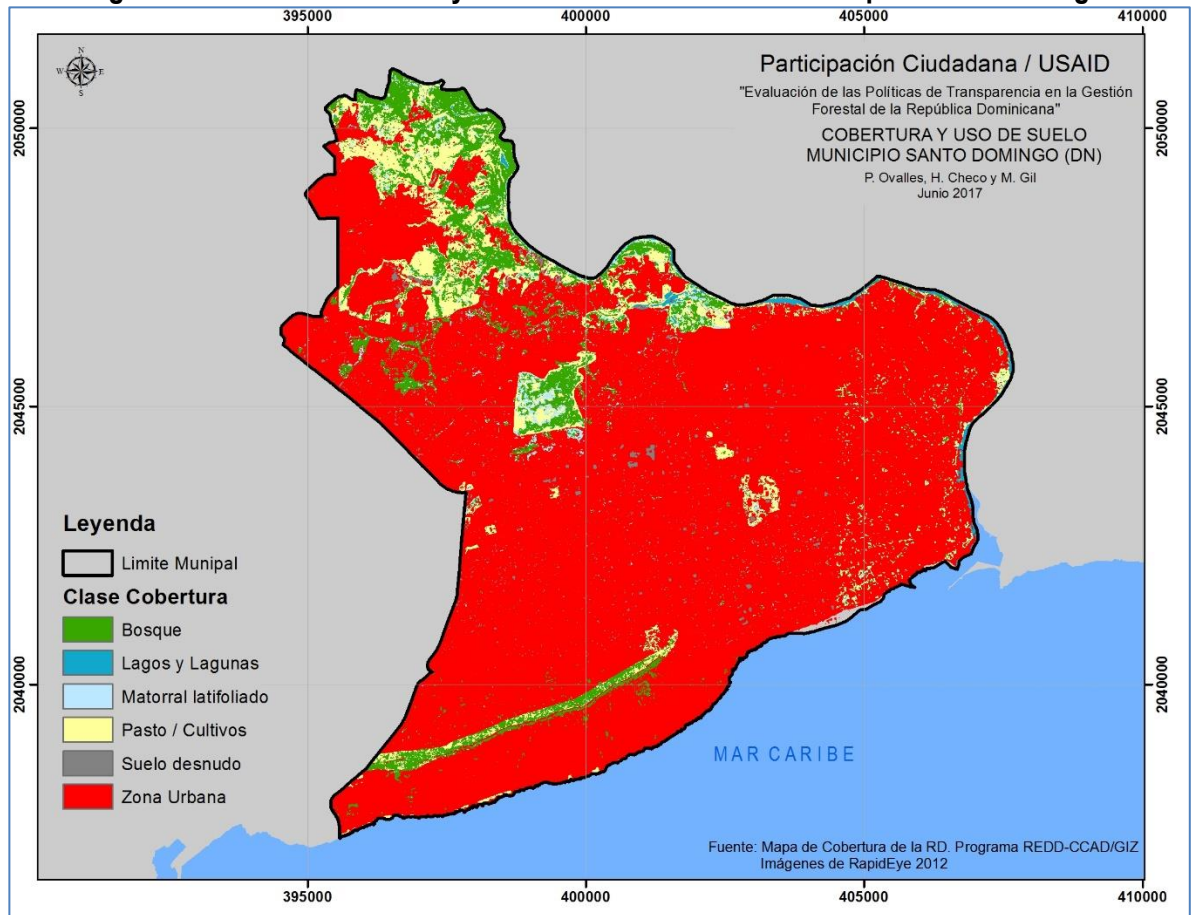 395000 400000 405000 410000
N
W E
S
Participación Ciudadana / USAID
"Evaluación de las Políticas de Transparencia en la Gestión
Forestal de la República Dominicana"
COBERTURA Y USO DE SUELO
MUNICIPIO SANTO DOMINGO (DN)
P. Ovalles, H. Checo y M. Gil
Junio 2017
2050000 2050000
2045000 2045000
2040000 2040000
Leyenda
Limite Munipal
Clase Cobertura
Bosque
Lagos y Lagunas
Matorral latifoliado
Pasto / Cultivos
Suelo desnudo
Zona Urbana
MAR CARIBE
Fuente: Mapa de Cobertura de la RD. Programa REDD-CCAD/GIZ
Imágenes de RapidEye 2012
395000 400000 405000 410000